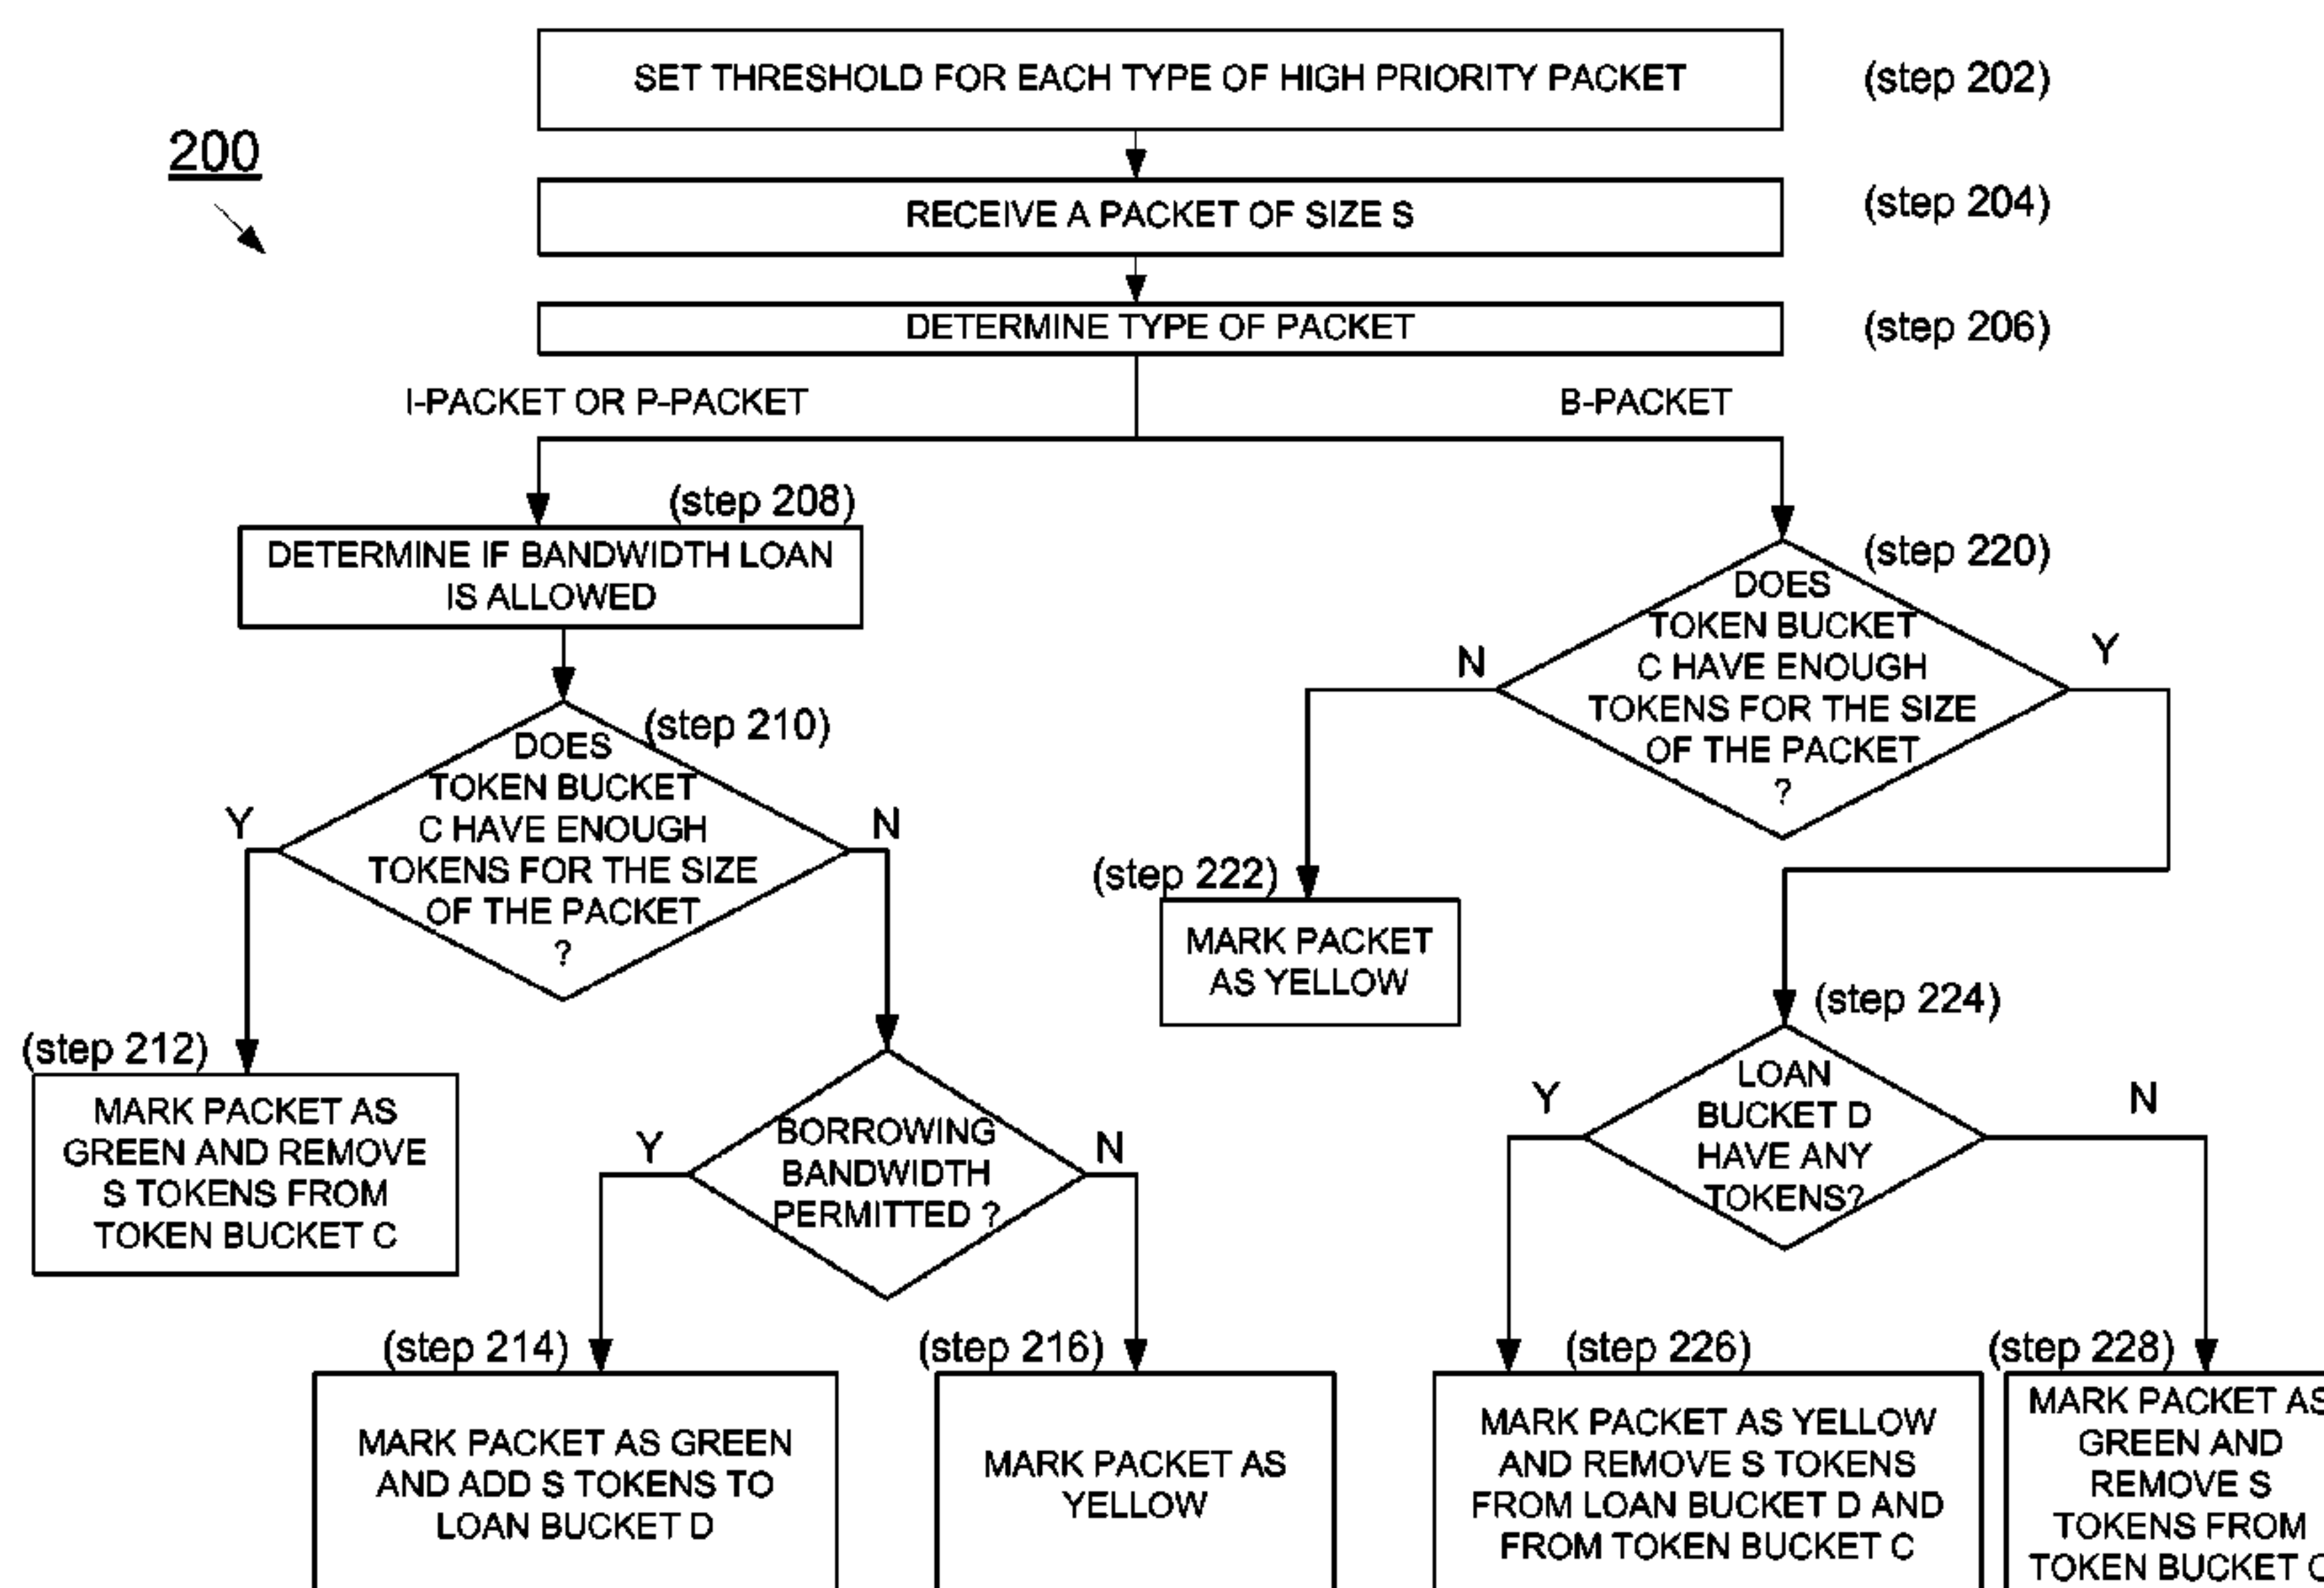 SET THRESHOLD FOR EACH TYPE OF HIGH PRIORITY PACKET
(step 202)
200
RECEIVE A PACKET OF SIZE S
(step 204)
DETERMINE TYPE OF PACKET
(step 206)
I-PACKET OR P-PACKET
B-PACKET
(step 208)
DETERMINE IF BANDWIDTH LOAN
IS ALLOWED
(step 210)
DOES
TOKEN BUCKET
C HAVE ENOUGH
TOKENS FOR THE SIZE
OF THE PACKET
?
Y
N
(step 212)
MARK PACKET AS
GREEN AND REMOVE
S TOKENS FROM
TOKEN BUCKET C
BORROWING
BANDWIDTH
PERMITTED ?
Y
N
(step 214)
MARK PACKET AS GREEN
AND ADD S TOKENS TO
LOAN BUCKET D
(step 216)
MARK PACKET AS
YELLOW
(step 220)
DOES
TOKEN BUCKET
C HAVE ENOUGH
TOKENS FOR THE SIZE
OF THE PACKET
?
N
Y
(step 222)
MARK PACKET
AS YELLOW
(step 224)
LOAN
BUCKET D
HAVE ANY
TOKENS?
Y
N
(step 226)
MARK PACKET AS YELLOW
AND REMOVE S TOKENS
FROM LOAN BUCKET D AND
FROM TOKEN BUCKET C
(step 228)
MARK PACKET AS
GREEN AND
REMOVE S
TOKENS FROM
TOKEN BUCKET C